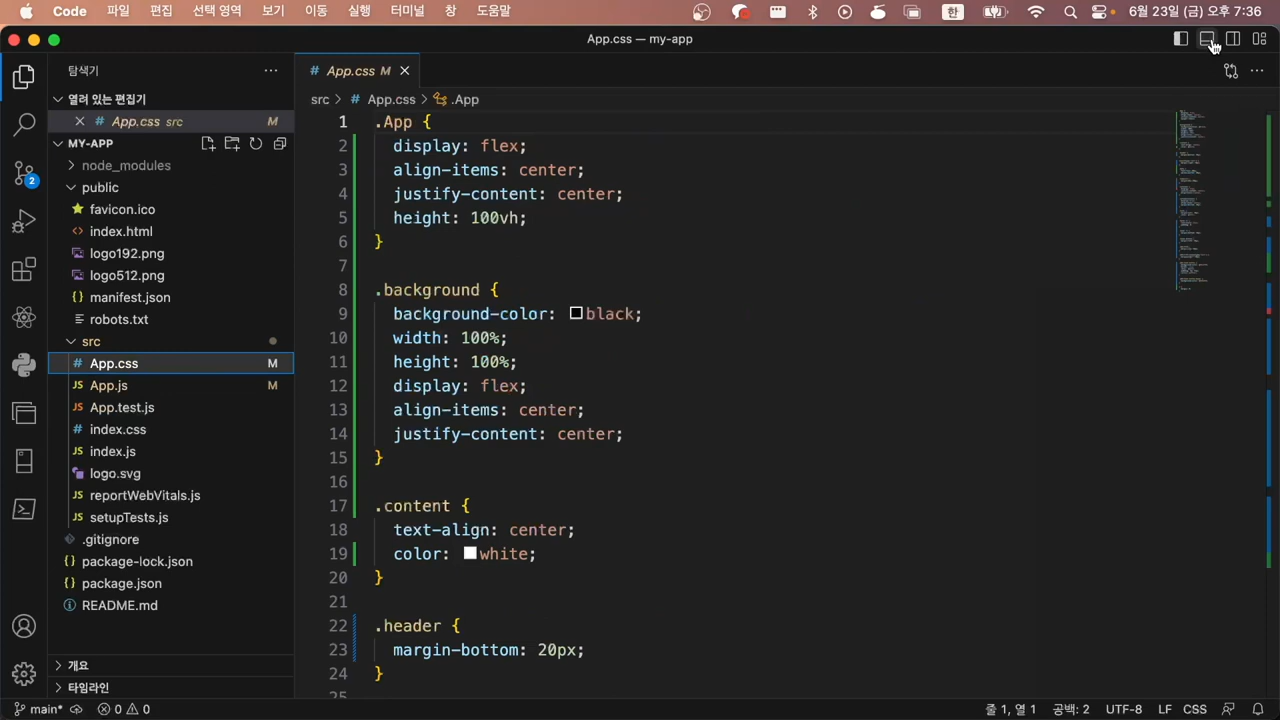 Code 파일 편집 선택 영역 보기 이동 실행 터미널 창 도움말 한 6월 23일 (금) 오후 7:36
App.css — my-app
탐색기
App.css M
열려 있는 편집기
src App.css .App
App.css src M
MY-APP
node_modules
public
favicon.ico
index.html
logo192.png
logo512.png
manifest.json
robots.txt
src
App.css M
App.js M
App.test.js
index.css
index.js
logo.svg
reportWebVitals.js
setupTests.js
.gitignore
package-lock.json
package.json
README.md
개요
타임라인
2
1 .App {
2 display: flex;
3 align-items: center;
4 justify-content: center;
5 height: 100vh;
6 }
7
8 .background {
9 background-color: black;
10 width: 100%;
11 height: 100%;
12 display: flex;
13 align-items: center;
14 justify-content: center;
15 }
16
17 .content {
18 text-align: center;
19 color: white;
20 }
21
22 .header {
23 margin-bottom: 20px;
24 }
25
main* 0 0 줄 1, 열 1 공백: 2 UTF-8 LF CSS